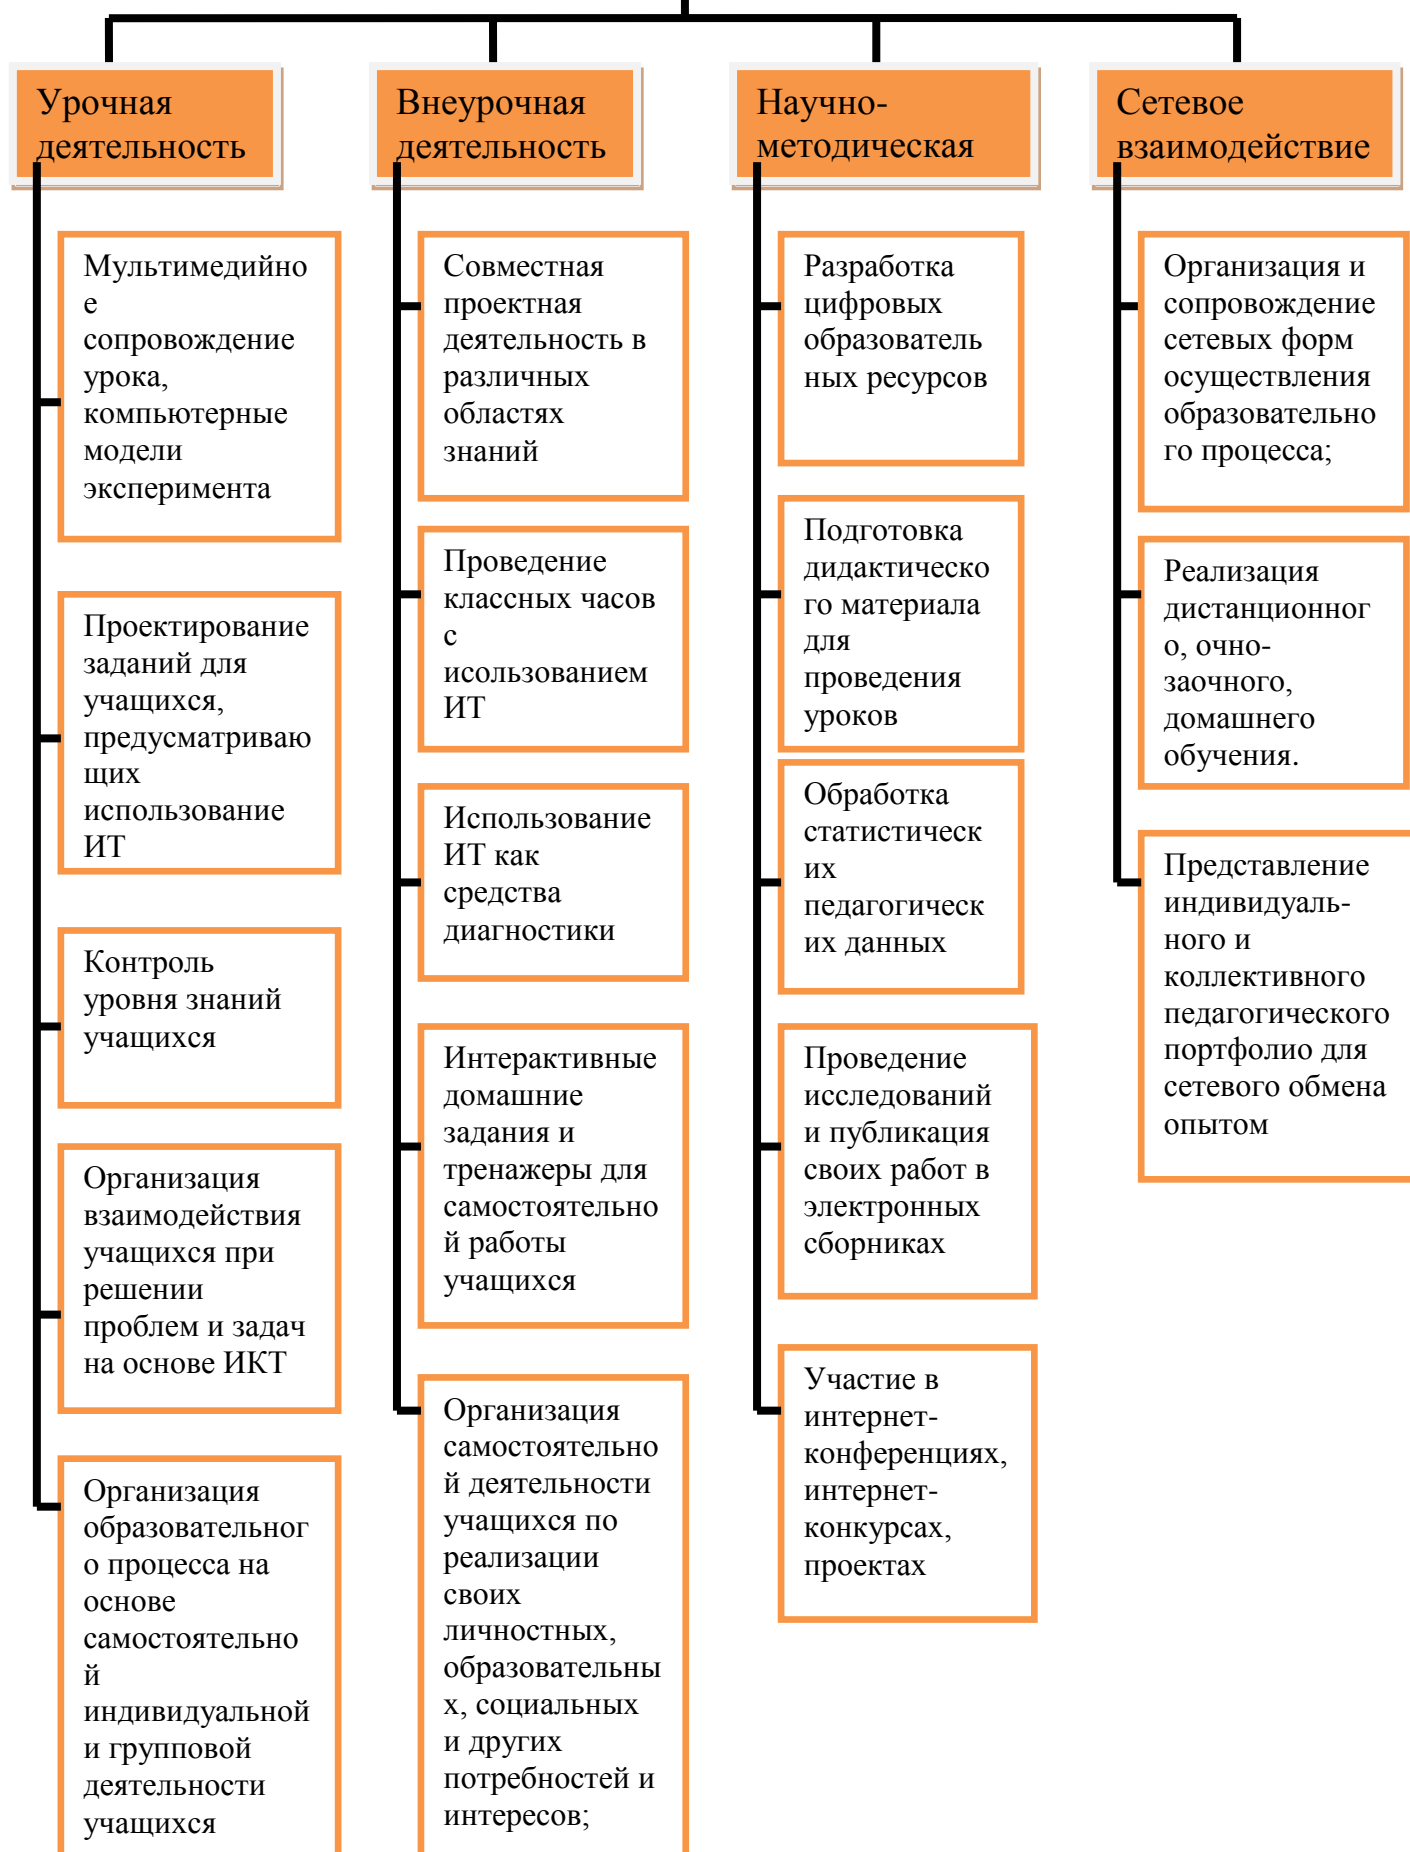 Урочная
деятельность
Мультимедийно
е
сопровождение
урока,
компьютерные
модели
эксперимента
Проектирование
заданий для
учащихся,
предусматриваю
щих
использование
ИТ
Контроль
уровня знаний
учащихся
Организация
взаимодействия
учащихся при
решении
проблем и задач
на основе ИКТ
Организация
образовательног
о процесса на
основе
самостоятельно
й
индивидуальной
и групповой
деятельности
учащихся
Внеурочная
деятельность
Совместная
проектная
деятельность в
различных
областях
знаний
Проведение
классных часов
с
исользованием
ИТ
Использование
ИТ как
средства
диагностики
Интерактивные
домашние
задания и
тренажеры для
самостоятельно
й работы
учащихся
Организация
самостоятельно
й деятельности
учащихся по
реализации
своих
личностных,
образовательны
х, социальных
и других
потребностей и
интересов;
Научно-
методическая
Разработка
цифровых
образователь
ных ресурсов
Подготовка
дидактическо
го материала
для
проведения
уроков
Обработка
статистическ
их
педагогическ
их данных
Проведение
исследований
и публикация
своих работ в
электронных
сборниках
Участие в
интернет-
конференциях,
интернет-
конкурсах,
проектах
Сетевое
взаимодействие
Организация и
сопровождение
сетевых форм
осуществления
образовательно
го процесса;
Реализация
дистанционног
о, очно-
заочного,
домашнего
обучения.
Представление
индивидуаль-
ного и
коллективного
педагогического
портфолио для
сетевого обмена
опытом